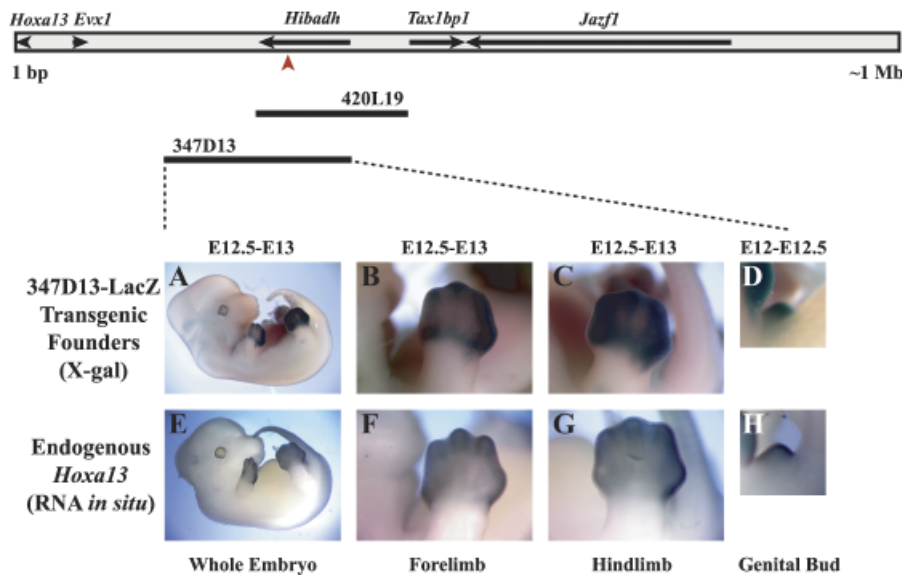 Hoxa13 Evx1 Hibadh Tax1bp1 Jazf1
1 bp ~1 Mb
420L19
347D13
E12.5-E13 E12.5-E13 E12.5-E13 E12-E12.5
347D13-LacZ
Transgenic
Founders
(X-gal)
A B C D
Endogenous
Hoxa13
(RNA in situ)
E F G H
Whole Embryo Forelimb Hindlimb Genital Bud